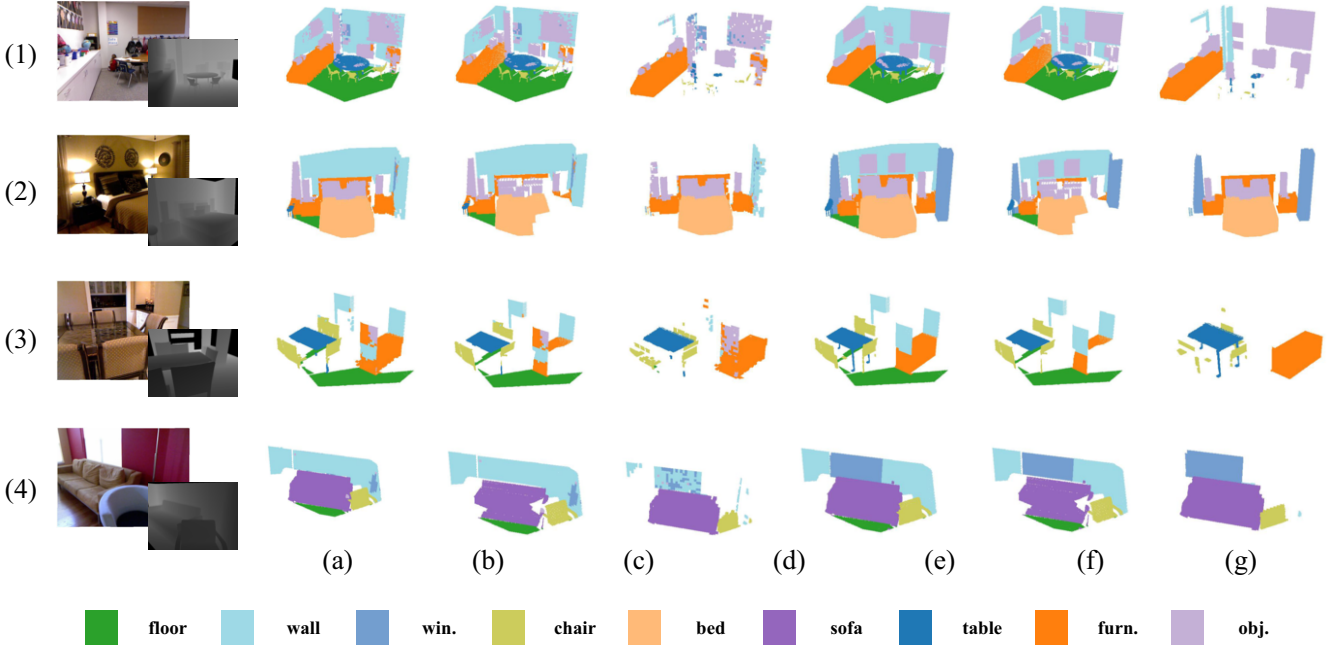 (1)
(2)
(3)
(4)
(a) (b) (c) (d) (e) (f) (g)
floor wall win. chair bed sofa table furn. obj.